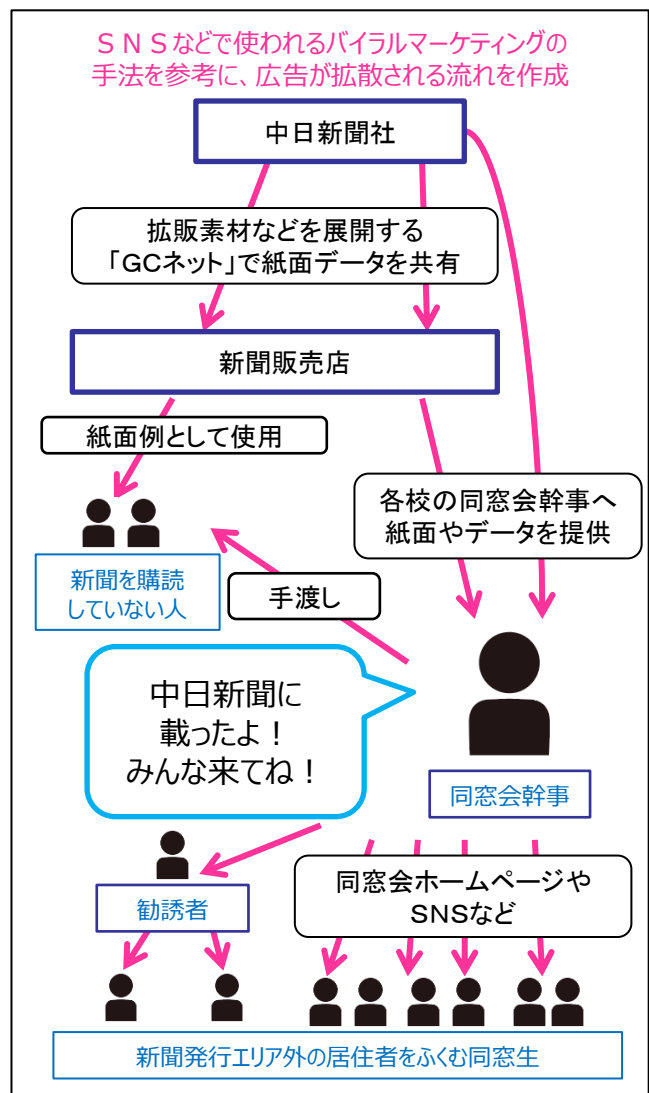 ＳＮＳなどで使われるバイラルマーケティングの
手法を参考に、広告が拡散される流れを作成
中日新聞社
拡販素材などを展開する
「GCネット」で紙面データを共有
新聞販売店
紙面例として使用
各校の同窓会幹事へ
紙面やデータを提供
新聞を購読
していない人
手渡し
中日新聞に
載ったよ！
みんな来てね！
同窓会幹事
勧誘者
同窓会ホームページや
SNSなど
新聞発行エリア外の居住者をふくむ同窓生